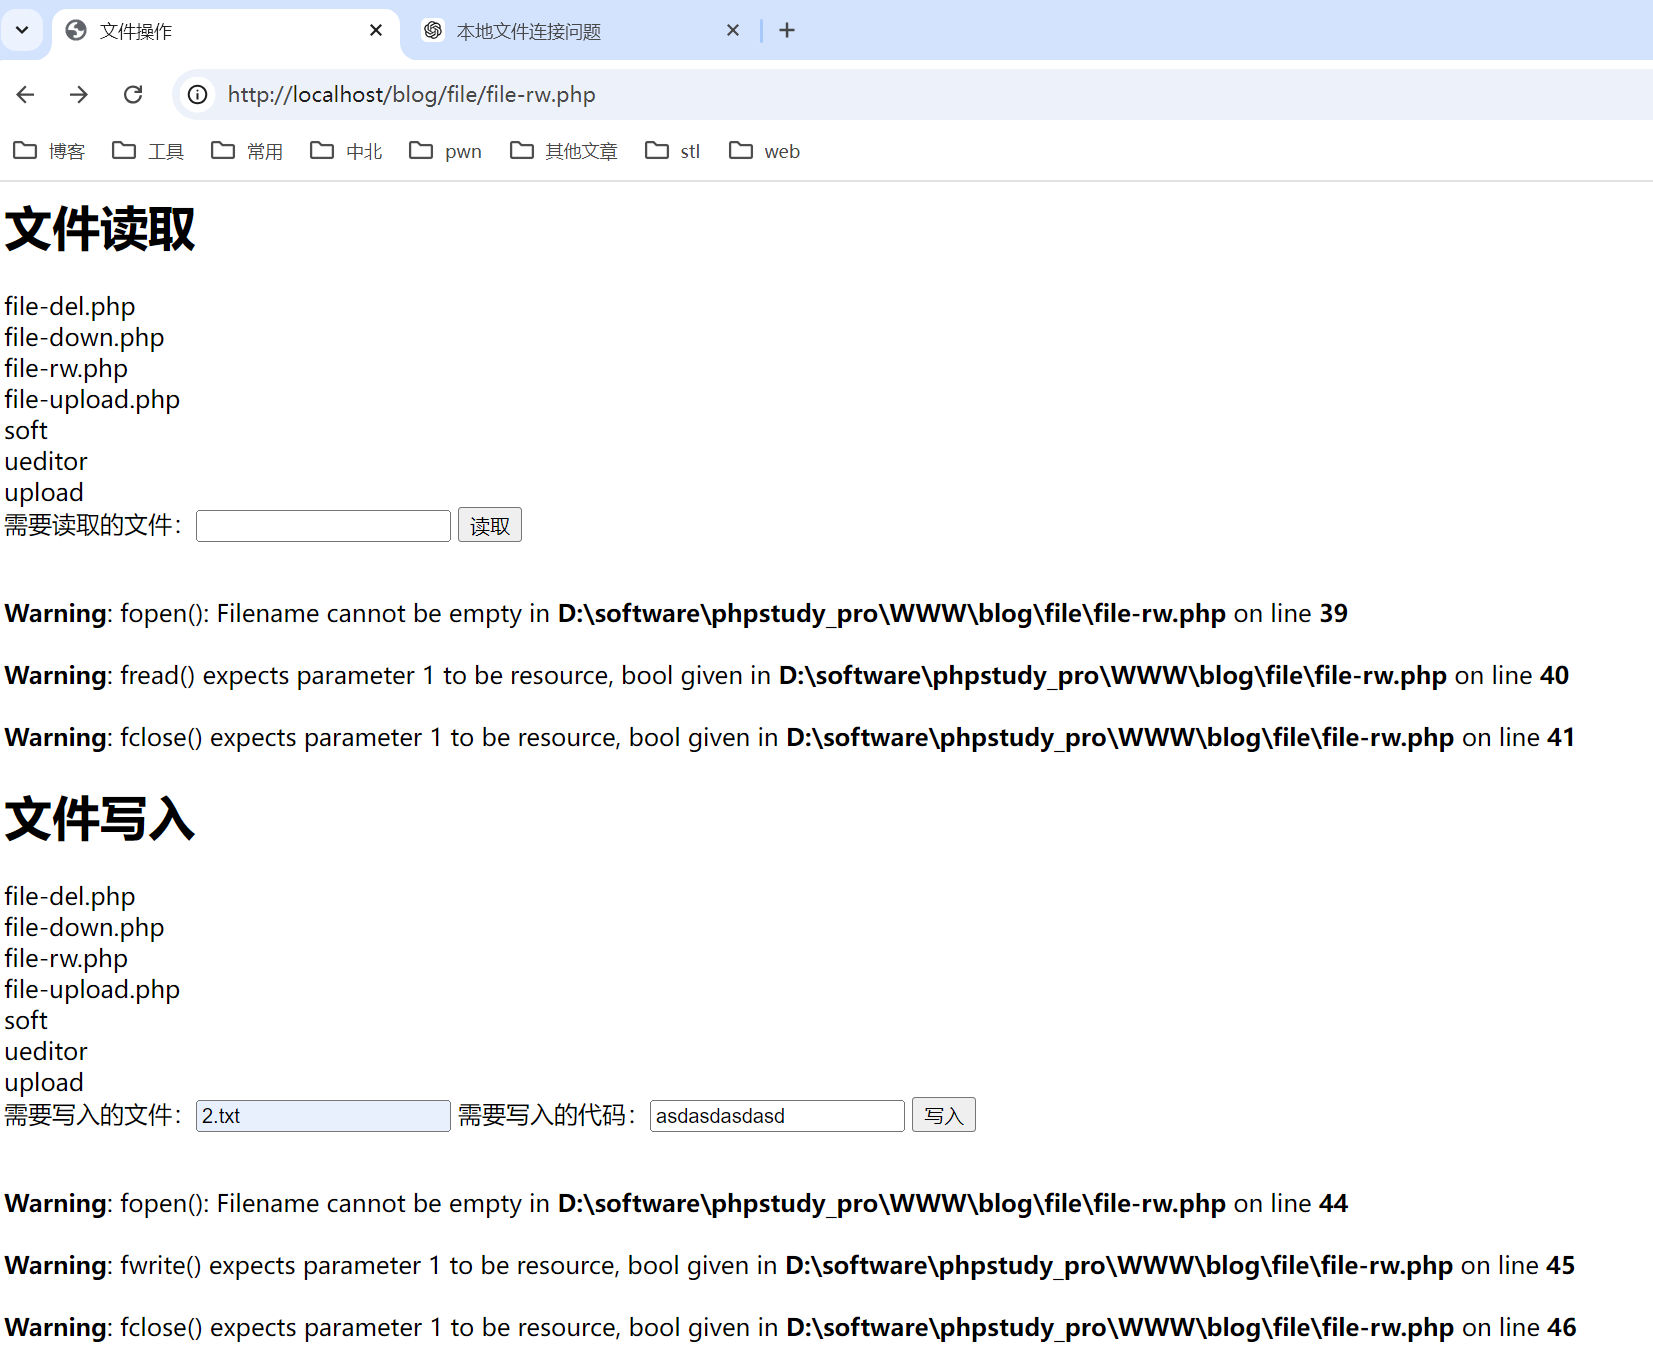 文件操作
本地文件连接问题
http://localhost/blog/file/file-rw.php
博客 工具 常用 中北 pwn 其他文章 stl web
文件读取
file-del.php
file-down.php
file-rw.php
file-upload.php
soft
ueditor
upload
需要读取的文件： 读取
Warning: fopen(): Filename cannot be empty in D:\software\phpstudy_pro\WWW\blog\file\file-rw.php on line 39
Warning: fread() expects parameter 1 to be resource, bool given in D:\software\phpstudy_pro\WWW\blog\file\file-rw.php on line 40
Warning: fclose() expects parameter 1 to be resource, bool given in D:\software\phpstudy_pro\WWW\blog\file\file-rw.php on line 41
文件写入
file-del.php
file-down.php
file-rw.php
file-upload.php
soft
ueditor
upload
需要写入的文件： 2.txt 需要写入的代码： asdasdasdasd 写入
Warning: fopen(): Filename cannot be empty in D:\software\phpstudy_pro\WWW\blog\file\file-rw.php on line 44
Warning: fwrite() expects parameter 1 to be resource, bool given in D:\software\phpstudy_pro\WWW\blog\file\file-rw.php on line 45
Warning: fclose() expects parameter 1 to be resource, bool given in D:\software\phpstudy_pro\WWW\blog\file\file-rw.php on line 46